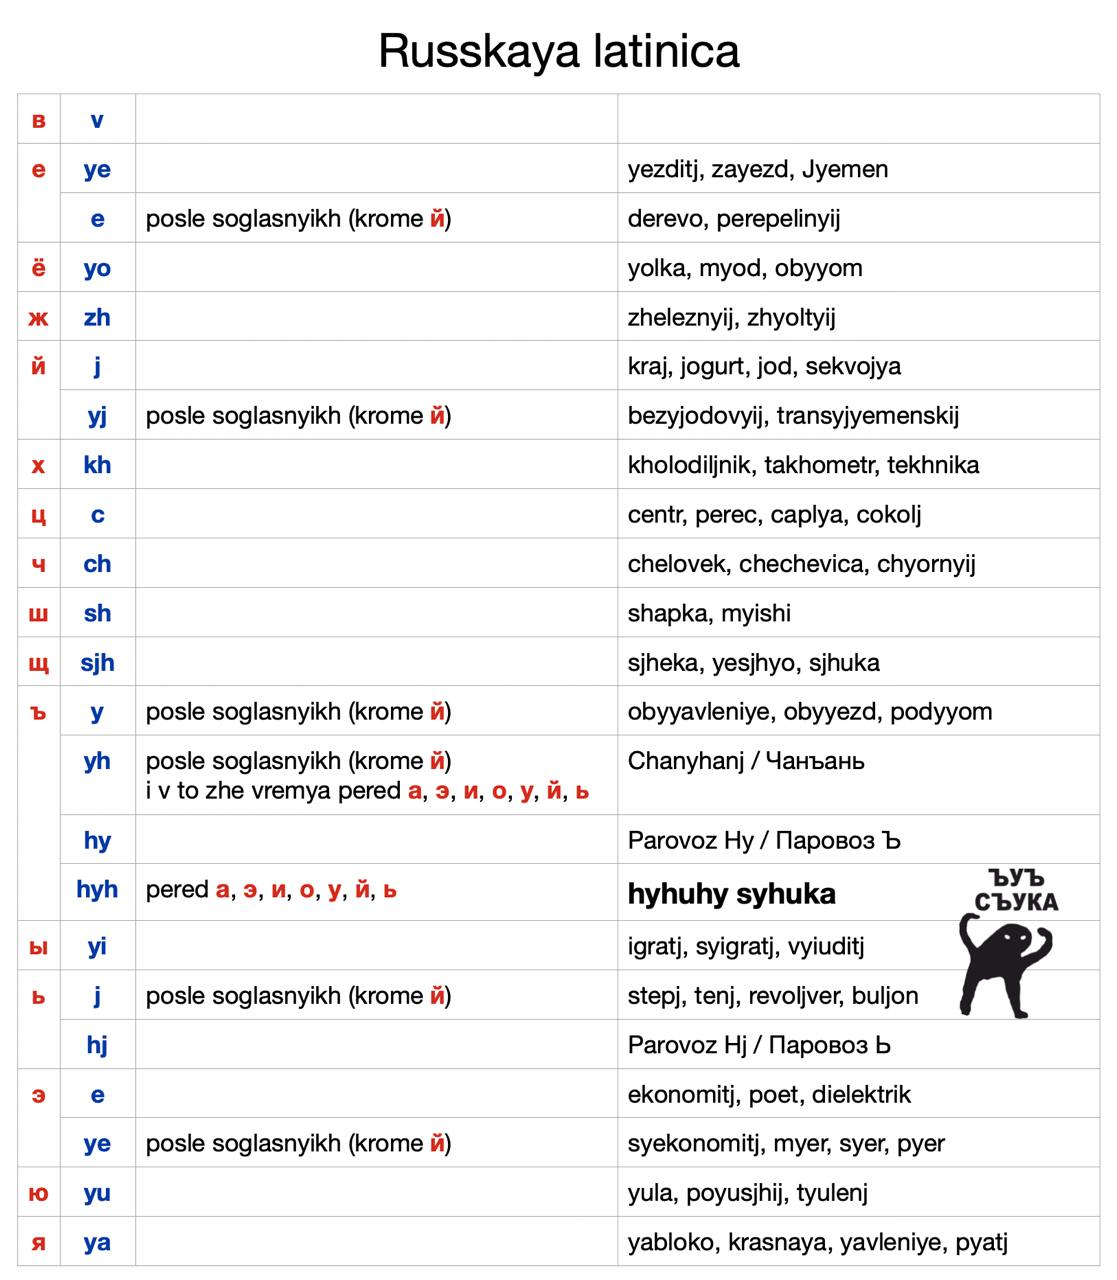 Russkaya latinica
в v
е ye yezditj, zayezd, Jyemen
e posle soglasnyikh (krome й) derevo, perepelinyij
ё yo yolka, myod, obyyom
ж zh zheleznyij, zhyoltyij
й j kraj, jogurt, jod, sekvojya
yj posle soglasnyikh (krome й) bezyjodovyij, transyjyemenskij
х kh kholodiljnik, takhometr, tekhnika
ц c centr, perec, caplya, cokolj
ч ch chelovek, chechevica, chyornyij
ш sh shapka, myishi
щ sjh sjheka, yesjhyo, sjhuka
ъ y posle soglasnyikh (krome й) obyyavleniye, obyyezd, podyyom
yh posle soglasnyikh (krome й) Chanyhanj / Чанъань
i v to zhe vremya pered а, э, и, о, у, й, ь
hy Parovoz Hy / Паровоз Ъ
hyh pered а, э, и, о, у, й, ь hyhuhy syhuka
ЪУЪ
СЪУКА
ы yi igratj, syigratj, vyiuditj
ь j posle soglasnyikh (krome й) stepj, tenj, revoljver, buljon
hj Parovoz Hj / Паровоз Ь
э e ekonomitj, poet, dielektrik
ye posle soglasnyikh (krome й) syekonomitj, myer, syer, pyer
ю yu yula, poyusjhij, tyulenj
я ya yabloko, krasnaya, yavleniye, pyatj